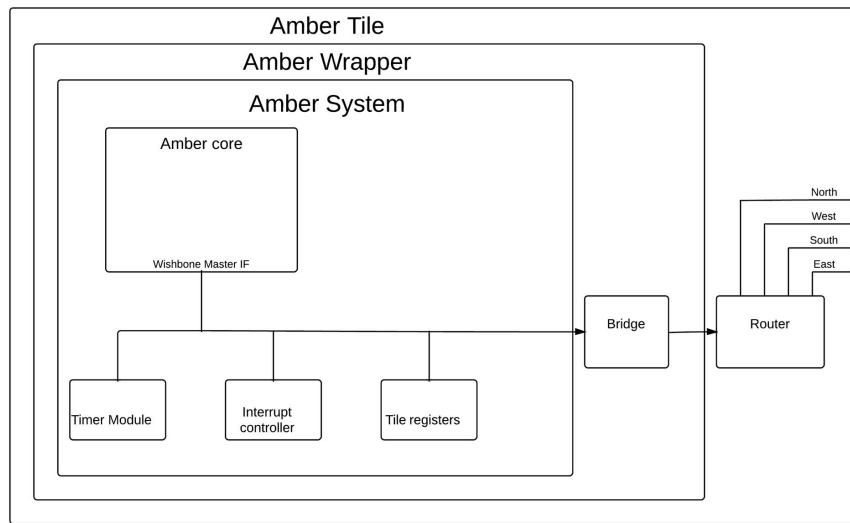 Amber Tile
Amber Wrapper
Amber System
Amber core
Wishbone Master IF
North
West
South
East
Bridge
Router
Timer Module
Interrupt
controller
Tile registers